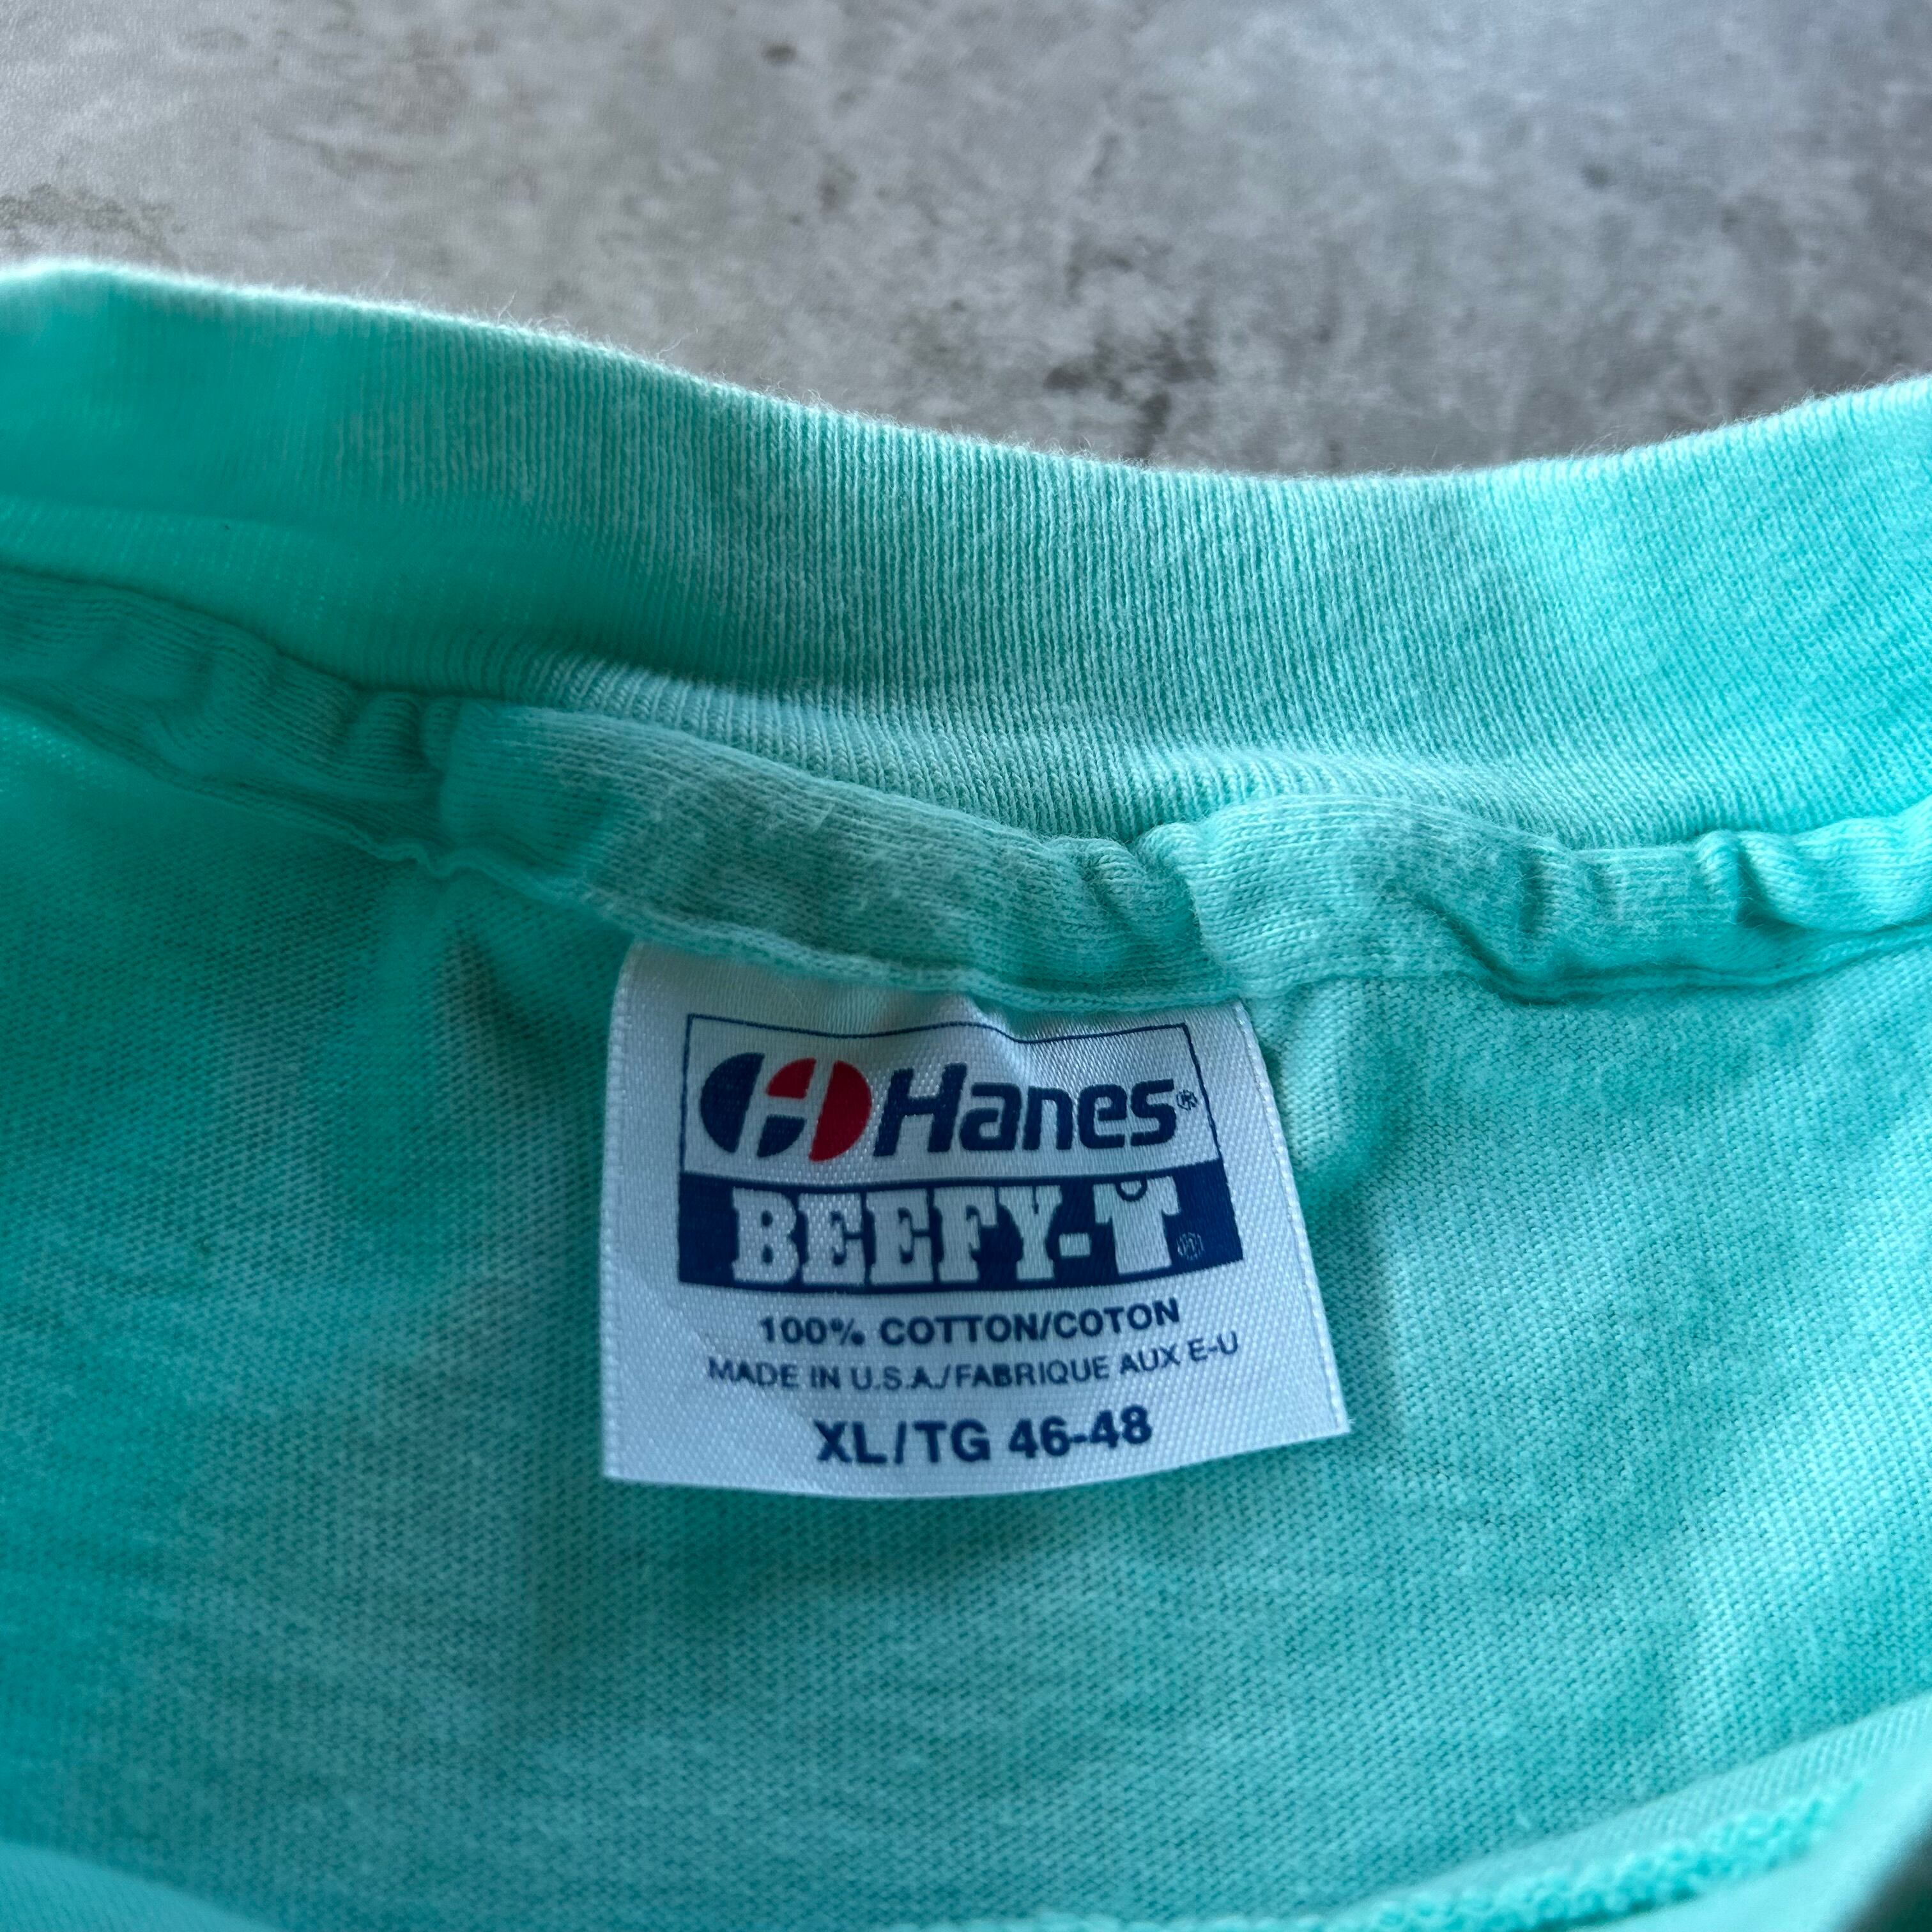 Hanes®
BEEFY-T®
100% COTTON/COTON
MADE IN U.S.A./FABRIQUE AUX E-U
XL/TG 46-48